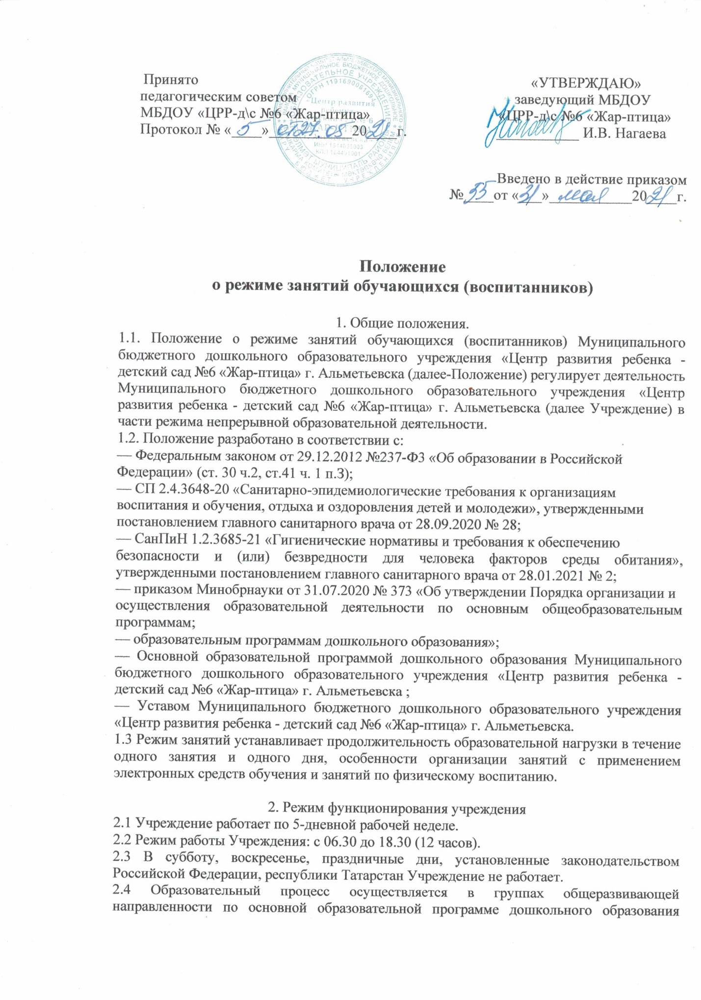 Принято
педагогическим советом
МБДОУ «ЦРР-д\с №6 «Жар-птица»
Протокол № «5» от 27.05 2021г.
«УТВЕРЖДАЮ»
заведующий МБДОУ
«ЦРР-д\с №6 «Жар-птица»
И.В. Нагаева
Введено в действие приказом
№ 55 от «31» мая 2021г.
ОГРН 1191690061694
Центр развития
Положение
о режиме занятий обучающихся (воспитанников)
1. Общие положения.
1.1. Положение о режиме занятий обучающихся (воспитанников) Муниципального
бюджетного дошкольного образовательного учреждения «Центр развития ребенка -
детский сад №6 «Жар-птица» г. Альметьевска (далее-Положение) регулирует деятельность
Муниципального бюджетного дошкольного образовательного учреждения «Центр
развития ребенка - детский сад №6 «Жар-птица» г. Альметьевска (далее Учреждение) в
части режима непрерывной образовательной деятельности.
1.2. Положение разработано в соответствии с:
— Федеральным законом от 29.12.2012 №237-ФЗ «Об образовании в Российской
Федерации» (ст. 30 ч.2, ст.41 ч. 1 п.З);
— СП 2.4.3648-20 «Санитарно-эпидемиологические требования к организациям
воспитания и обучения, отдыха и оздоровления детей и молодежи», утвержденными
постановлением главного санитарного врача от 28.09.2020 № 28;
— СанПиН 1.2.3685-21 «Гигиенические нормативы и требования к обеспечению
безопасности и (или) безвредности для человека факторов среды обитания»,
утвержденными постановлением главного санитарного врача от 28.01.2021 № 2;
— приказом Минобрнауки от 31.07.2020 № 373 «Об утверждении Порядка организации и
осуществления образовательной деятельности по основным общеобразовательным
программам;
— образовательным программам дошкольного образования»;
— Основной образовательной программой дошкольного образования Муниципального
бюджетного дошкольного образовательного учреждения «Центр развития ребенка -
детский сад №6 «Жар-птица» г. Альметьевска ;
— Уставом Муниципального бюджетного дошкольного образовательного учреждения
«Центр развития ребенка - детский сад №6 «Жар-птица» г. Альметьевска.
1.3 Режим занятий устанавливает продолжительность образовательной нагрузки в течение
одного занятия и одного дня, особенности организации занятий с применением
электронных средств обучения и занятий по физическому воспитанию.
2. Режим функционирования учреждения
2.1 Учреждение работает по 5-дневной рабочей неделе.
2.2 Режим работы Учреждения: с 06.30 до 18.30 (12 часов).
2.3 В субботу, воскресенье, праздничные дни, установленные законодательством
Российской Федерации, республики Татарстан Учреждение не работает.
2.4 Образовательный процесс осуществляется в группах общеразвивающей
направленности по основной образовательной программе дошкольного образования